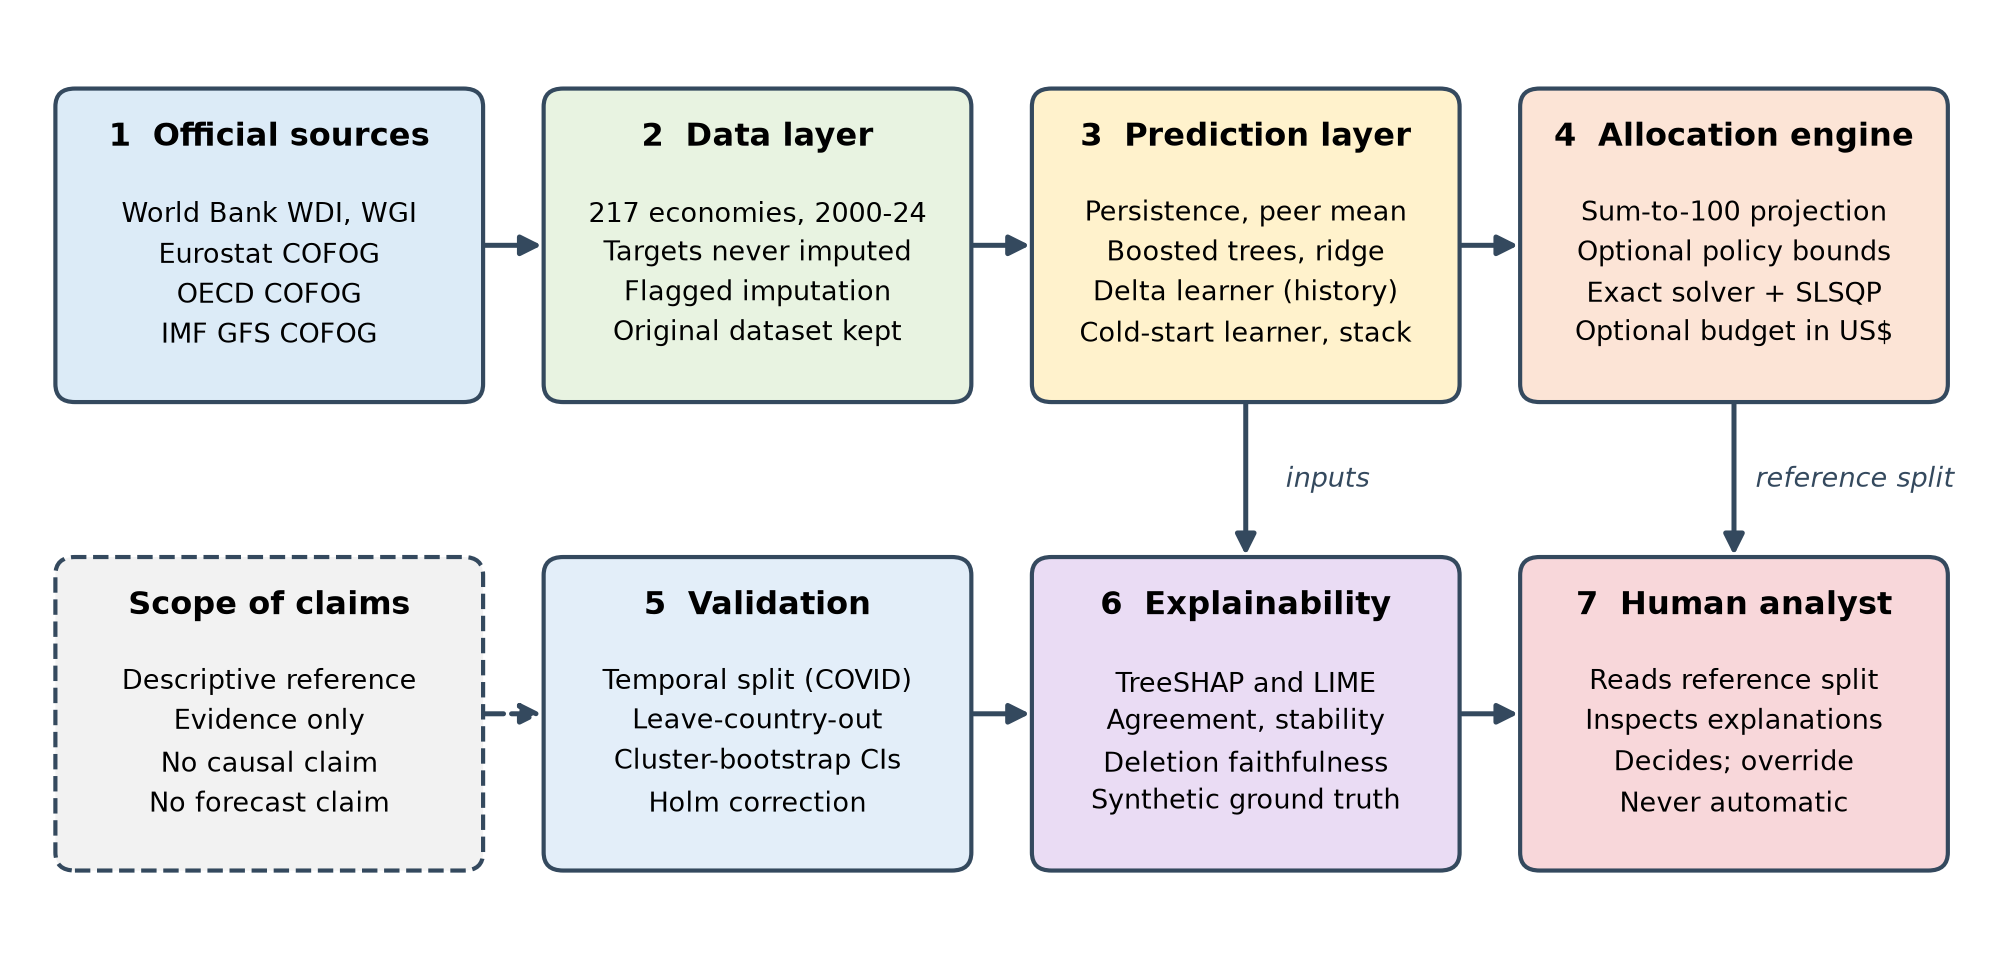 1  Official sources
World Bank WDI, WGI
Eurostat COFOG
OECD COFOG
IMF GFS COFOG
2  Data layer
217 economies, 2000-24
Targets never imputed
Flagged imputation
Original dataset kept
3  Prediction layer
Persistence, peer mean
Boosted trees, ridge
Delta learner (history)
Cold-start learner, stack
4  Allocation engine
Sum-to-100 projection
Optional policy bounds
Exact solver + SLSQP
Optional budget in US$
inputs
reference split
Scope of claims
Descriptive reference
Evidence only
No causal claim
No forecast claim
5  Validation
Temporal split (COVID)
Leave-country-out
Cluster-bootstrap CIs
Holm correction
6  Explainability
TreeSHAP and LIME
Agreement, stability
Deletion faithfulness
Synthetic ground truth
7  Human analyst
Reads reference split
Inspects explanations
Decides; override
Never automatic